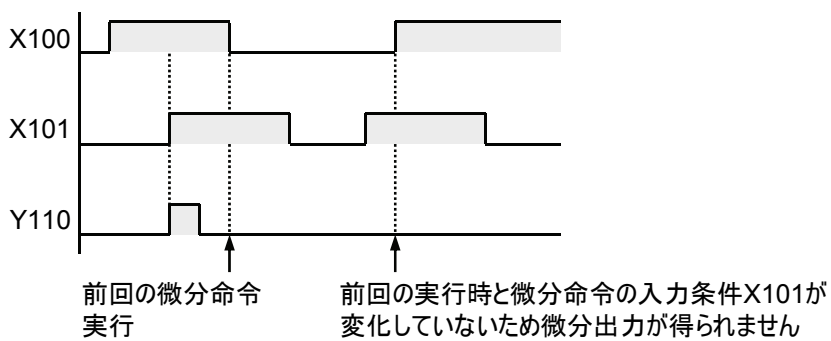 X100
X101
Y110
前回の微分命令
実行
前回の実行時と微分命令の入力条件X101が
変化していないため微分出力が得られません